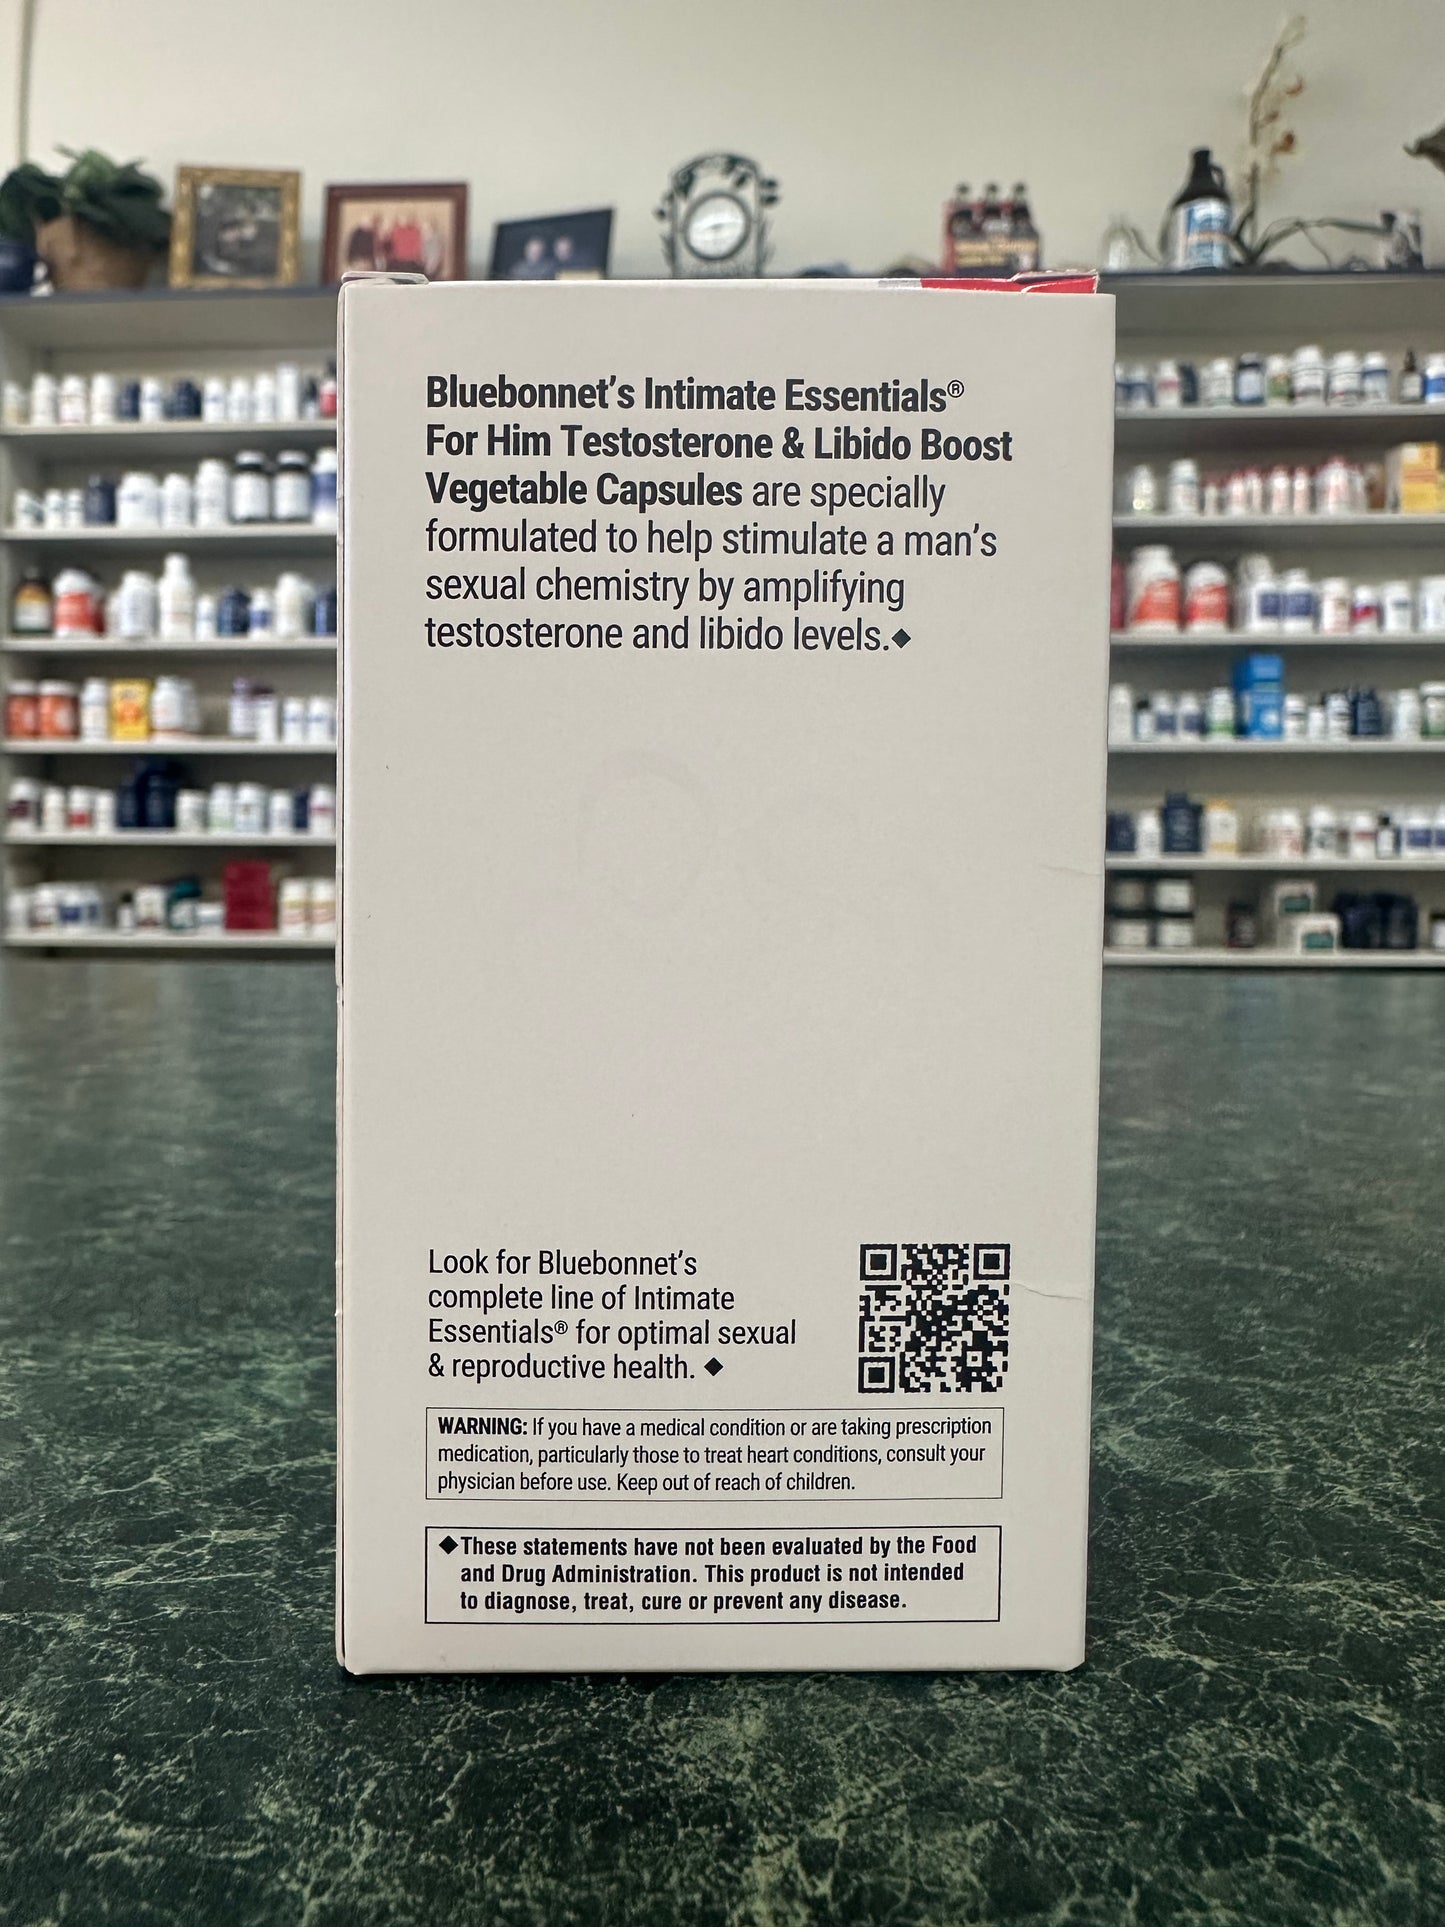 Bluebonnet's Intimate Essentials®
For Him Testosterone & Libido Boost
Vegetable Capsules are specially
formulated to help stimulate a man's
sexual chemistry by amplifying
testosterone and libido levels.◆
Look for Bluebonnet's
complete line of Intimate
Essentials® for optimal sexual
& reproductive health. ◆
WARNING: If you have a medical condition or are taking prescription
medication, particularly those to treat heart conditions, consult your
physician before use. Keep out of reach of children.
◆These statements have not been evaluated by the Food
and Drug Administration. This product is not intended
to diagnose, treat, cure or prevent any disease.